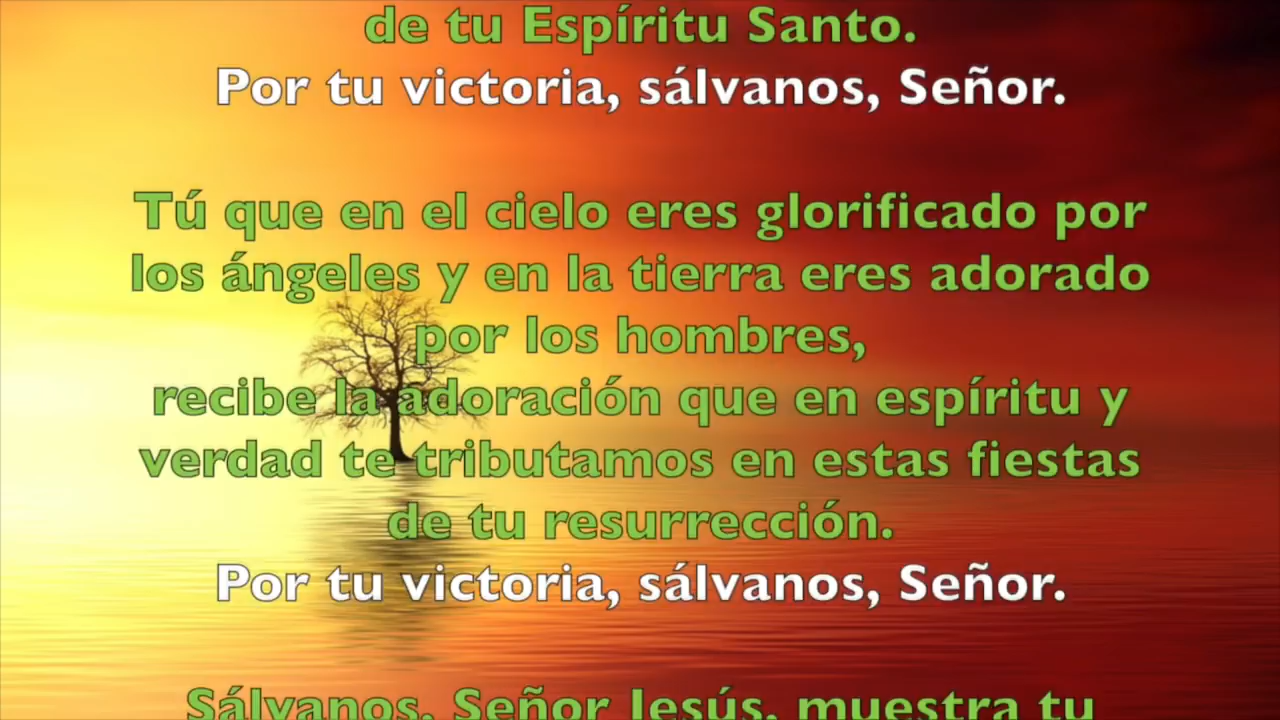 de tu Espíritu Santo.
Por tu victoria, sálvanos, Señor.
Tú que en el cielo eres glorificado por
los ángeles y en la tierra eres adorado
por los hombres,
recibe la adoración que en espíritu y
verdad te tributamos en estas fiestas
de tu resurrección.
Por tu victoria, sálvanos, Señor.
Sálvanos, Señor Jesús, muestra tu